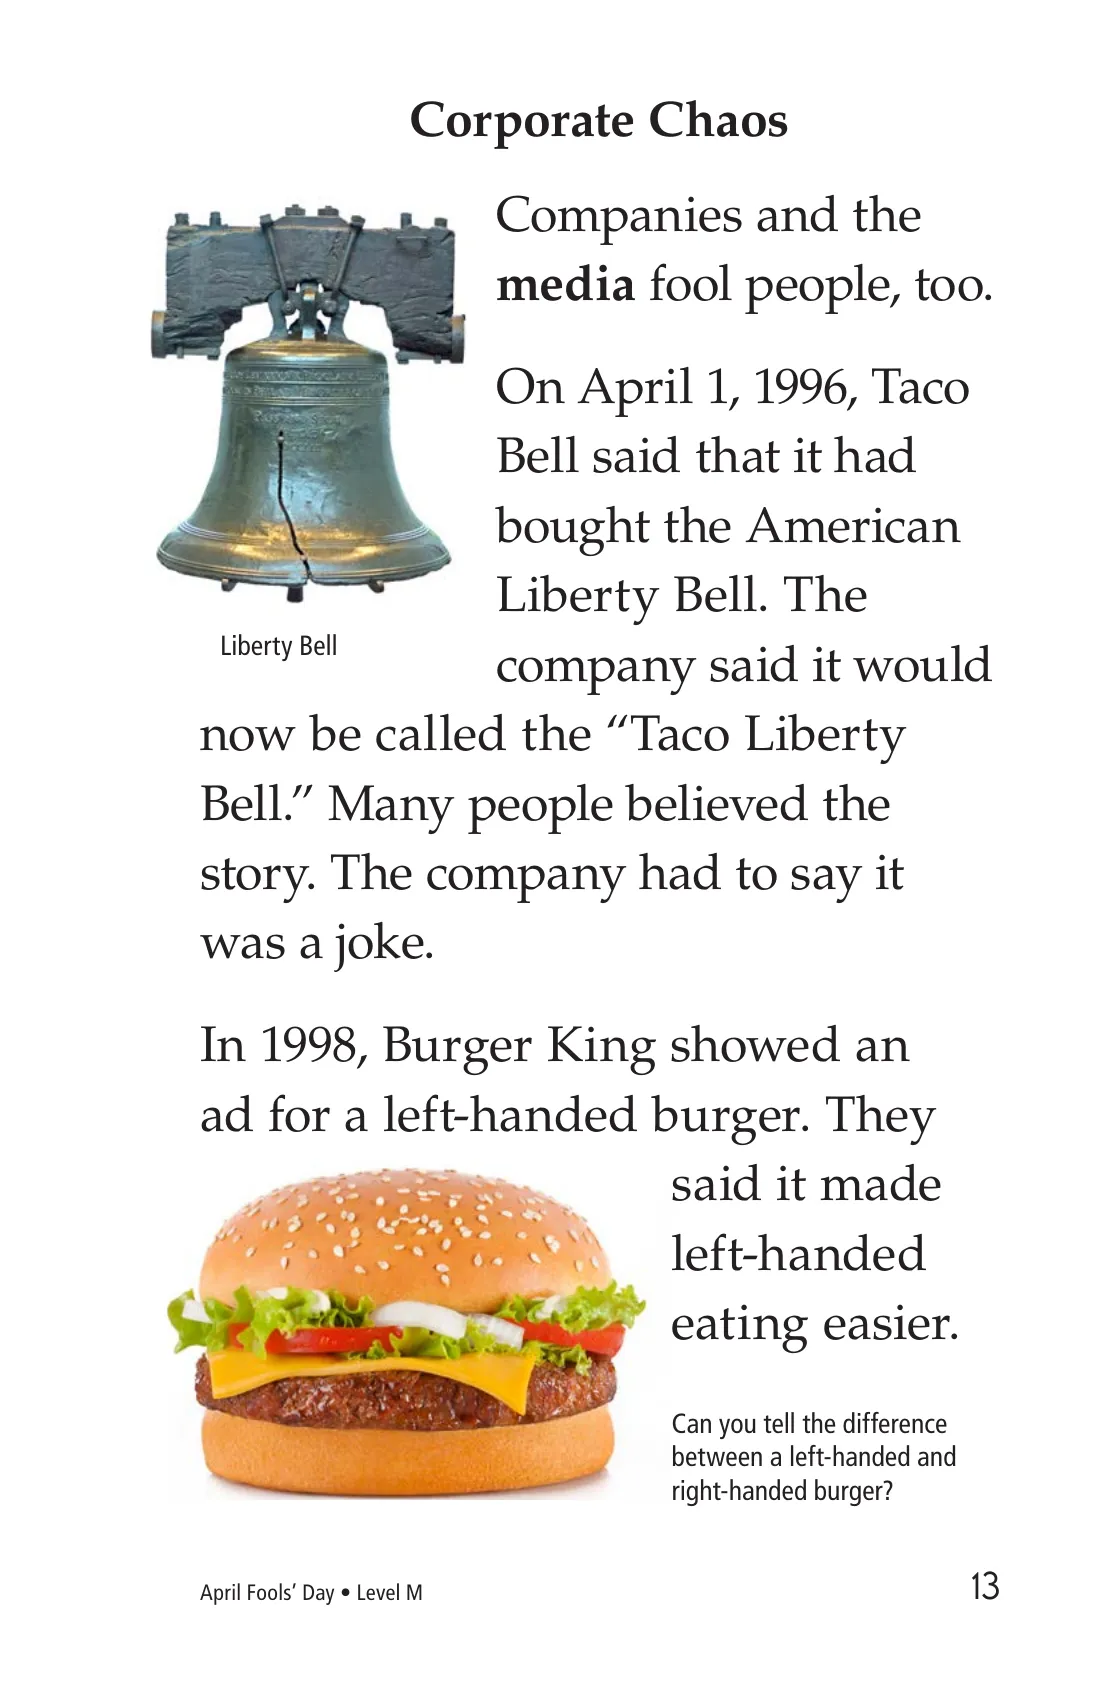 Corporate Chaos
Companies and the
media fool people, too.
On April 1, 1996, Taco
Bell said that it had
bought the American
Liberty Bell. The
company said it would
now be called the “Taco Liberty
Bell.” Many people believed the
story. The company had to say it
was a joke.
Liberty Bell
In 1998, Burger King showed an
ad for a left-handed burger. They
said it made
left-handed
eating easier.
Can you tell the difference
between a left-handed and
right-handed burger?
April Fools’ Day • Level M
13